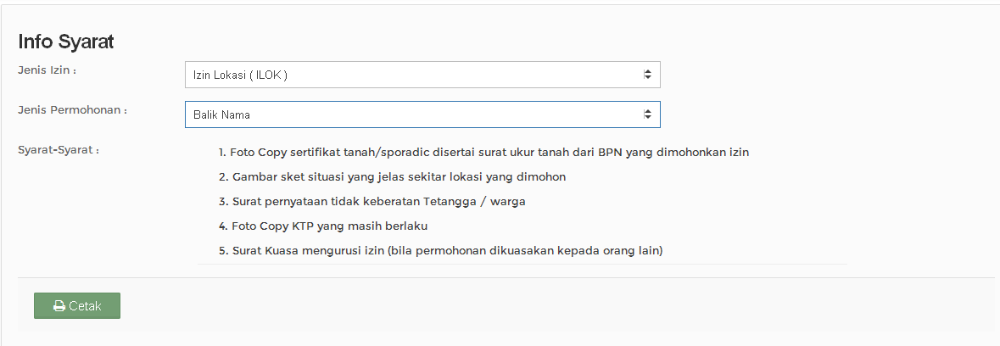 Info Syarat
Jenis Izin :
Izin Lokasi ( ILOK )
Jenis Permohonan :
Balik Nama
Syarat-Syarat :
1. Foto Copy sertifikat tanah/sporadic disertai surat ukur tanah dari BPN yang dimohonkan izin
2. Gambar sket situasi yang jelas sekitar lokasi yang dimohon
3. Surat pernyataan tidak keberatan Tetangga / warga
4. Foto Copy KTP yang masih berlaku
5. Surat Kuasa mengurusi izin (bila permohonan dikuasakan kepada orang lain)
Cetak